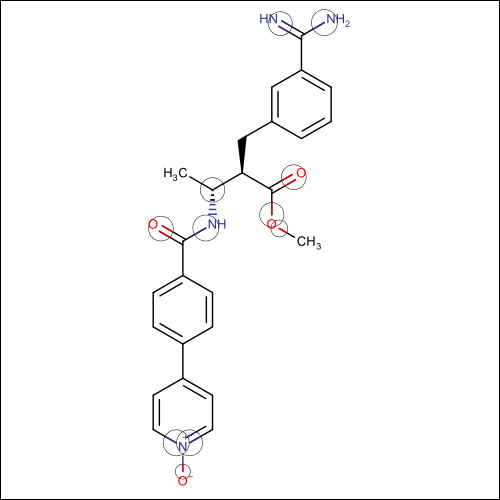 HN NH₂
H₃C O
O
O NH CH₃
N⁺
O⁻